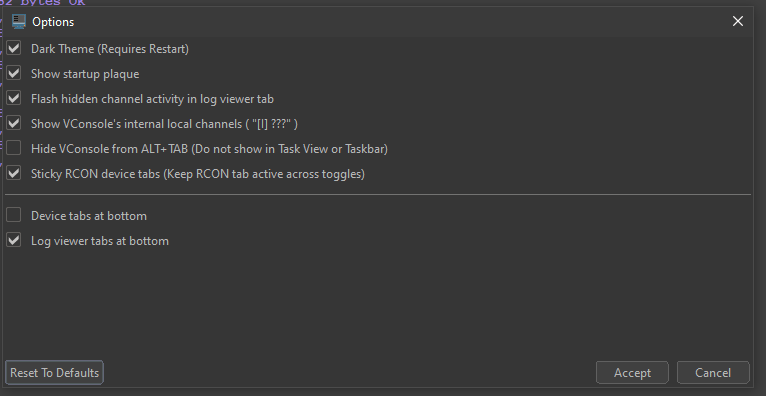 bytes OK
Options
Dark Theme (Requires Restart)
Show startup plaque
Flash hidden channel activity in log viewer tab
Show VConsole's internal local channels ( "[l] ???" )
Hide VConsole from ALT+TAB (Do not show in Task View or Taskbar)
Sticky RCON device tabs (Keep RCON tab active across toggles)
Device tabs at bottom
Log viewer tabs at bottom
Reset To Defaults
Accept
Cancel